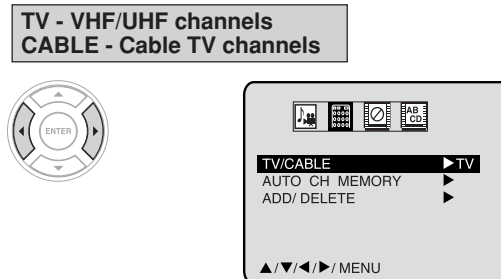 TV - VHF/UHF channels
CABLE - Cable TV channels
ENTER
AB
CD
TV/CABLE ▶TV
AUTO CH MEMORY ▶
ADD/ DELETE ▶
▲/▼/◀/▶/ MENU